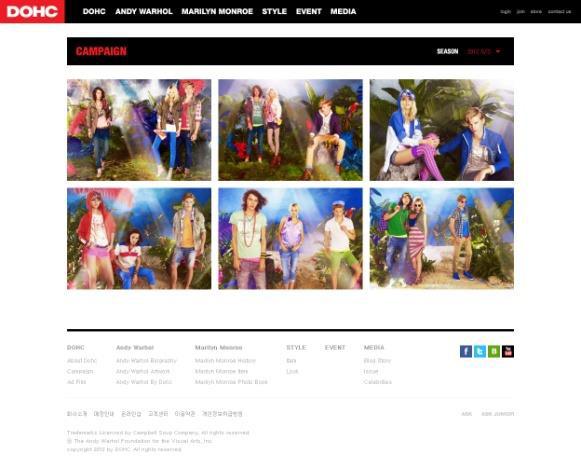 DOHC
DOHC ANDY WARHOL MARILYN MONROE STYLE EVENT MEDIA
login join store contact us
CAMPAIGN
SEASON 2012 S/S
DOHC Andy Warhol Marilyn Monroe STYLE EVENT MEDIA
About Dohc Andy Warhol Biography Marilyn Monroe History Item Blog Story
Campaign Andy Warhol Artwork Marilyn Monroe Item Look Issue
Ad Film Andy Warhol By Dohc Marilyn Monroe Photo Book Celebrities
회사소개 매장안내 온라인샵 고객센터 이용약관 개인정보취급방침
ASK ASK JUNIOR
Trademarks Licenced by Campbell Soup Company. All rights reserved.
ⓒ The Andy Warhol Foundation for the Visual Arts, Inc.
copyright 2012 by DOHC. All rights reserved.